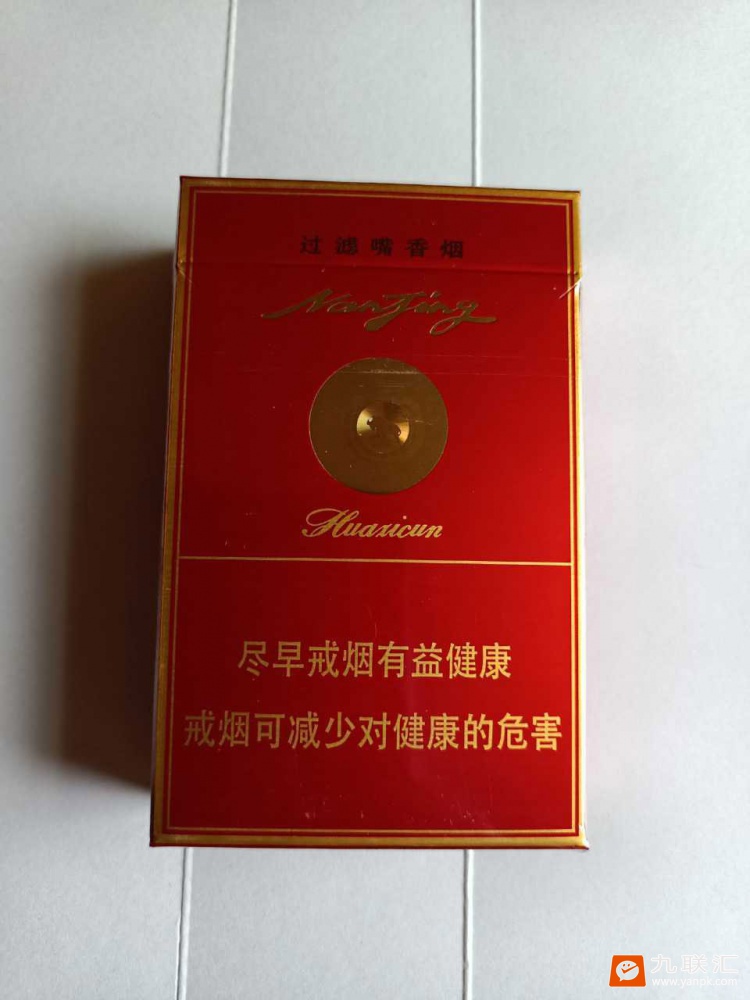 过滤嘴香烟
NanJing
Huaxicun
尽早戒烟有益健康
戒烟可减少对健康的危害
九联汇
www.yanpk.com